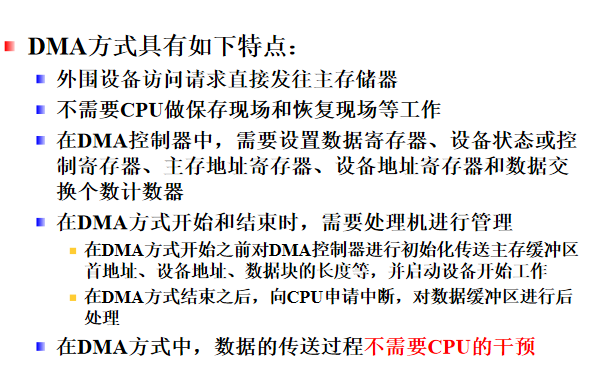 DMA方式具有如下特点：
外围设备访问请求直接发往主存储器
不需要CPU做保存现场和恢复现场等工作
在DMA控制器中，需要设置数据寄存器、设备状态或控
制寄存器、主存地址寄存器、设备地址寄存器和数据交
换个数计数器
在DMA方式开始和结束时，需要处理机进行管理
在DMA方式开始之前对DMA控制器进行初始化传送主存缓冲区
首地址、设备地址、数据块的长度等，并启动设备开始工作
在DMA方式结束之后，向CPU申请中断，对数据缓冲区进行后
处理
在DMA方式中，数据的传送过程不需要CPU的干预